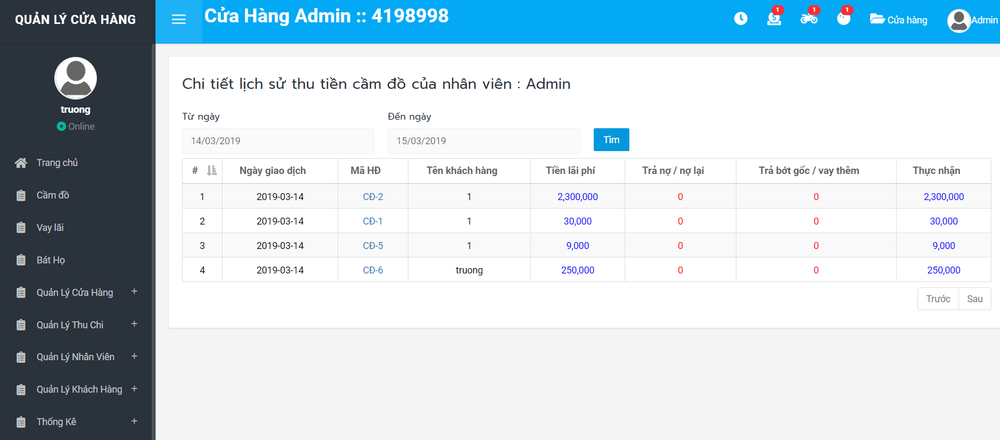 QUẢN LÝ CỬA HÀNG
Cửa Hàng Admin :: 4198998
1
1
1
Cửa hàng
Admin
truong
Online
Trang chủ
Cầm đồ
Vay lãi
Bát Họ
Quản Lý Cửa Hàng +
Quản Lý Thu Chi +
Quản Lý Nhân Viên +
Quản Lý Khách Hàng +
Thống Kê +
Chi tiết lịch sử thu tiền cầm đồ của nhân viên : Admin
Từ ngày Đến ngày
14/03/2019 15/03/2019 Tìm
# Ngày giao dịch Mã HĐ Tên khách hàng Tiền lãi phí Trả nợ / nợ lại Trả bớt gốc / vay thêm Thực nhận
1 2019-03-14 CĐ-2 1 2,300,000 0 0 2,300,000
2 2019-03-14 CĐ-1 1 30,000 0 0 30,000
3 2019-03-14 CĐ-5 1 9,000 0 0 9,000
4 2019-03-14 CĐ-6 truong 250,000 0 0 250,000
Trước Sau